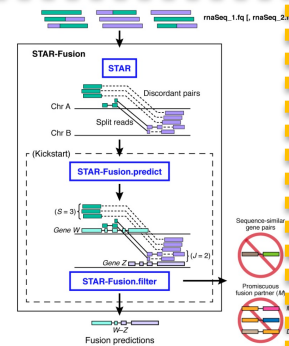 rnaSeq_1.fq [, rnaSeq_2.
STAR-Fusion
STAR
Discordant pairs
Chr A
Split reads
Chr B
(Kickstart)
STAR-Fusion.predict
(S = 3)
Gene W
(J = 2)
Gene Z
STAR-Fusion.filter
W–Z
Fusion predictions
Sequence-similar
gene pairs
Promiscuous
fusion partner (M)